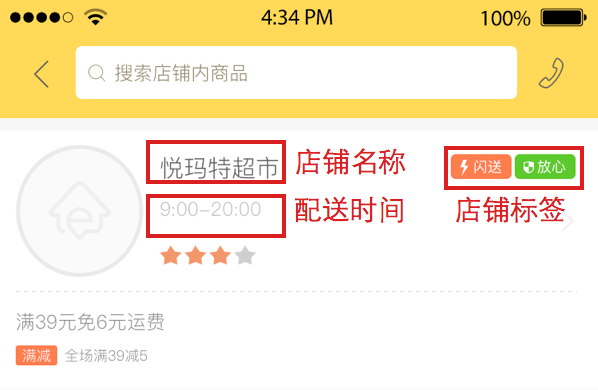 4:34 PM 100%
搜索店铺内商品
悦玛特超市 店铺名称 闪送 放心
9:00-20:00 配送时间 店铺标签
满39元免6元运费
满减 全场满39减5